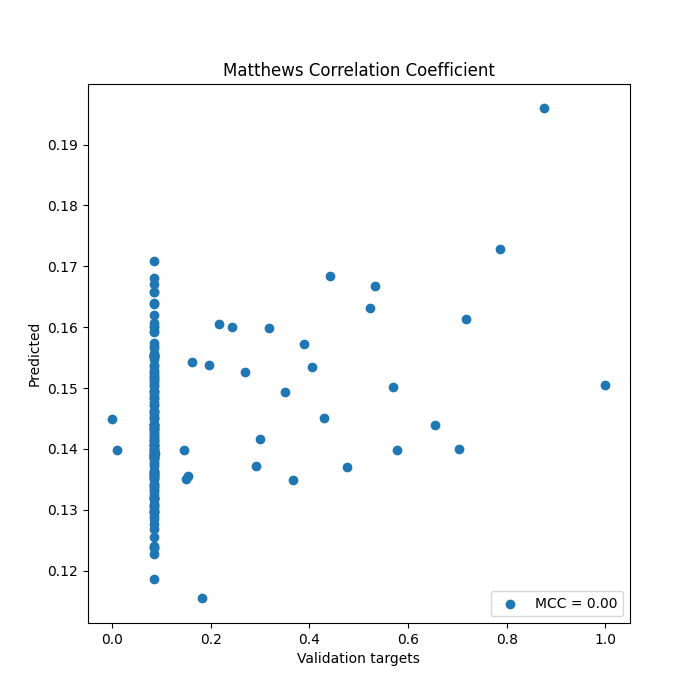 Matthews Correlation Coefficient
Predicted
0.19
0.18
0.17
0.16
0.15
0.14
0.13
0.12
0.0 0.2 0.4 0.6 0.8 1.0
Validation targets
MCC = 0.00